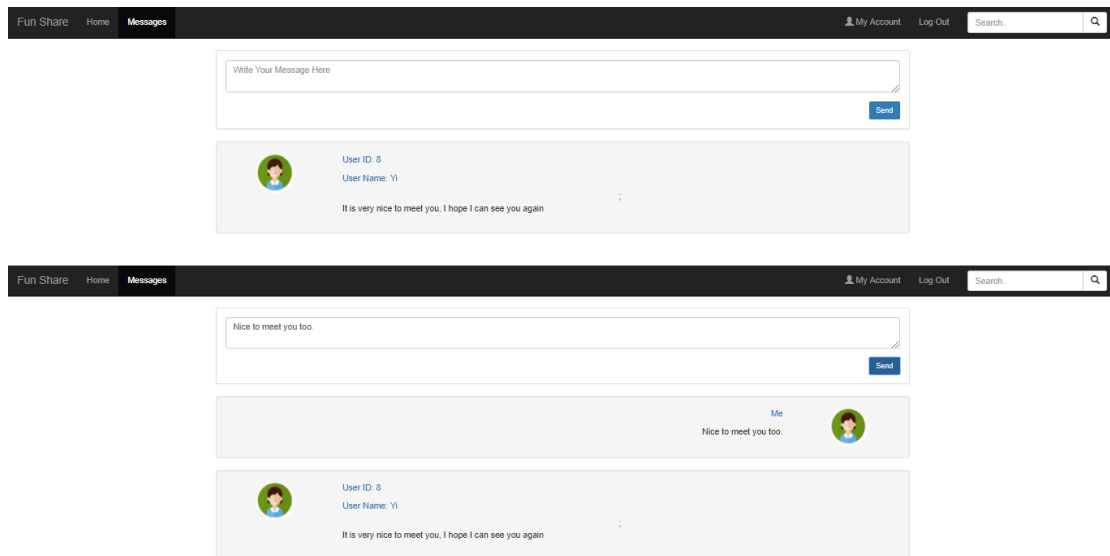 Fun Share Home Messages My Account Log Out Search..
Write Your Message Here
Send
User ID: 8
User Name: Yi
;
It is very nice to meet you, I hope I can see you again
Fun Share Home Messages My Account Log Out Search..
Nice to meet you too.
Send
Me
Nice to meet you too.
User ID: 8
User Name: Yi
;
It is very nice to meet you, I hope I can see you again